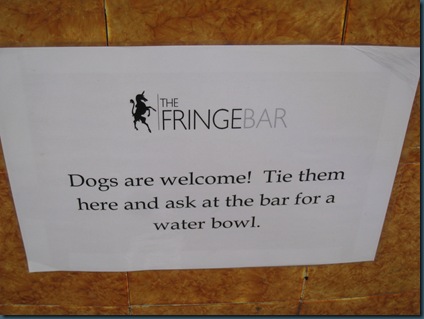 THE
FRINGEBAR
Dogs are welcome!  Tie them
here and ask at the bar for a
water bowl.